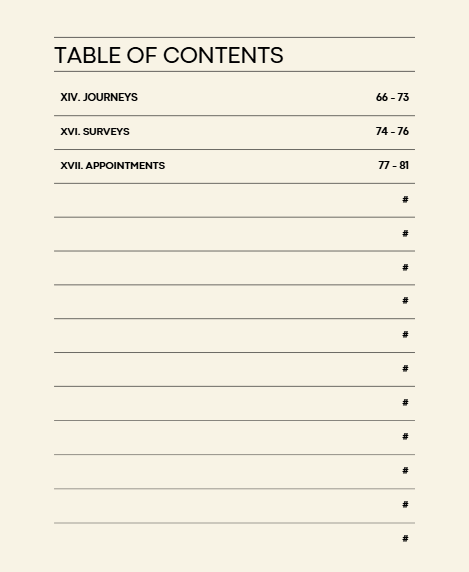 TABLE OF CONTENTS
XIV. JOURNEYS 66 - 73
XVI. SURVEYS 74 - 76
XVII. APPOINTMENTS 77 - 81
#
#
#
#
#
#
#
#
#
#
#